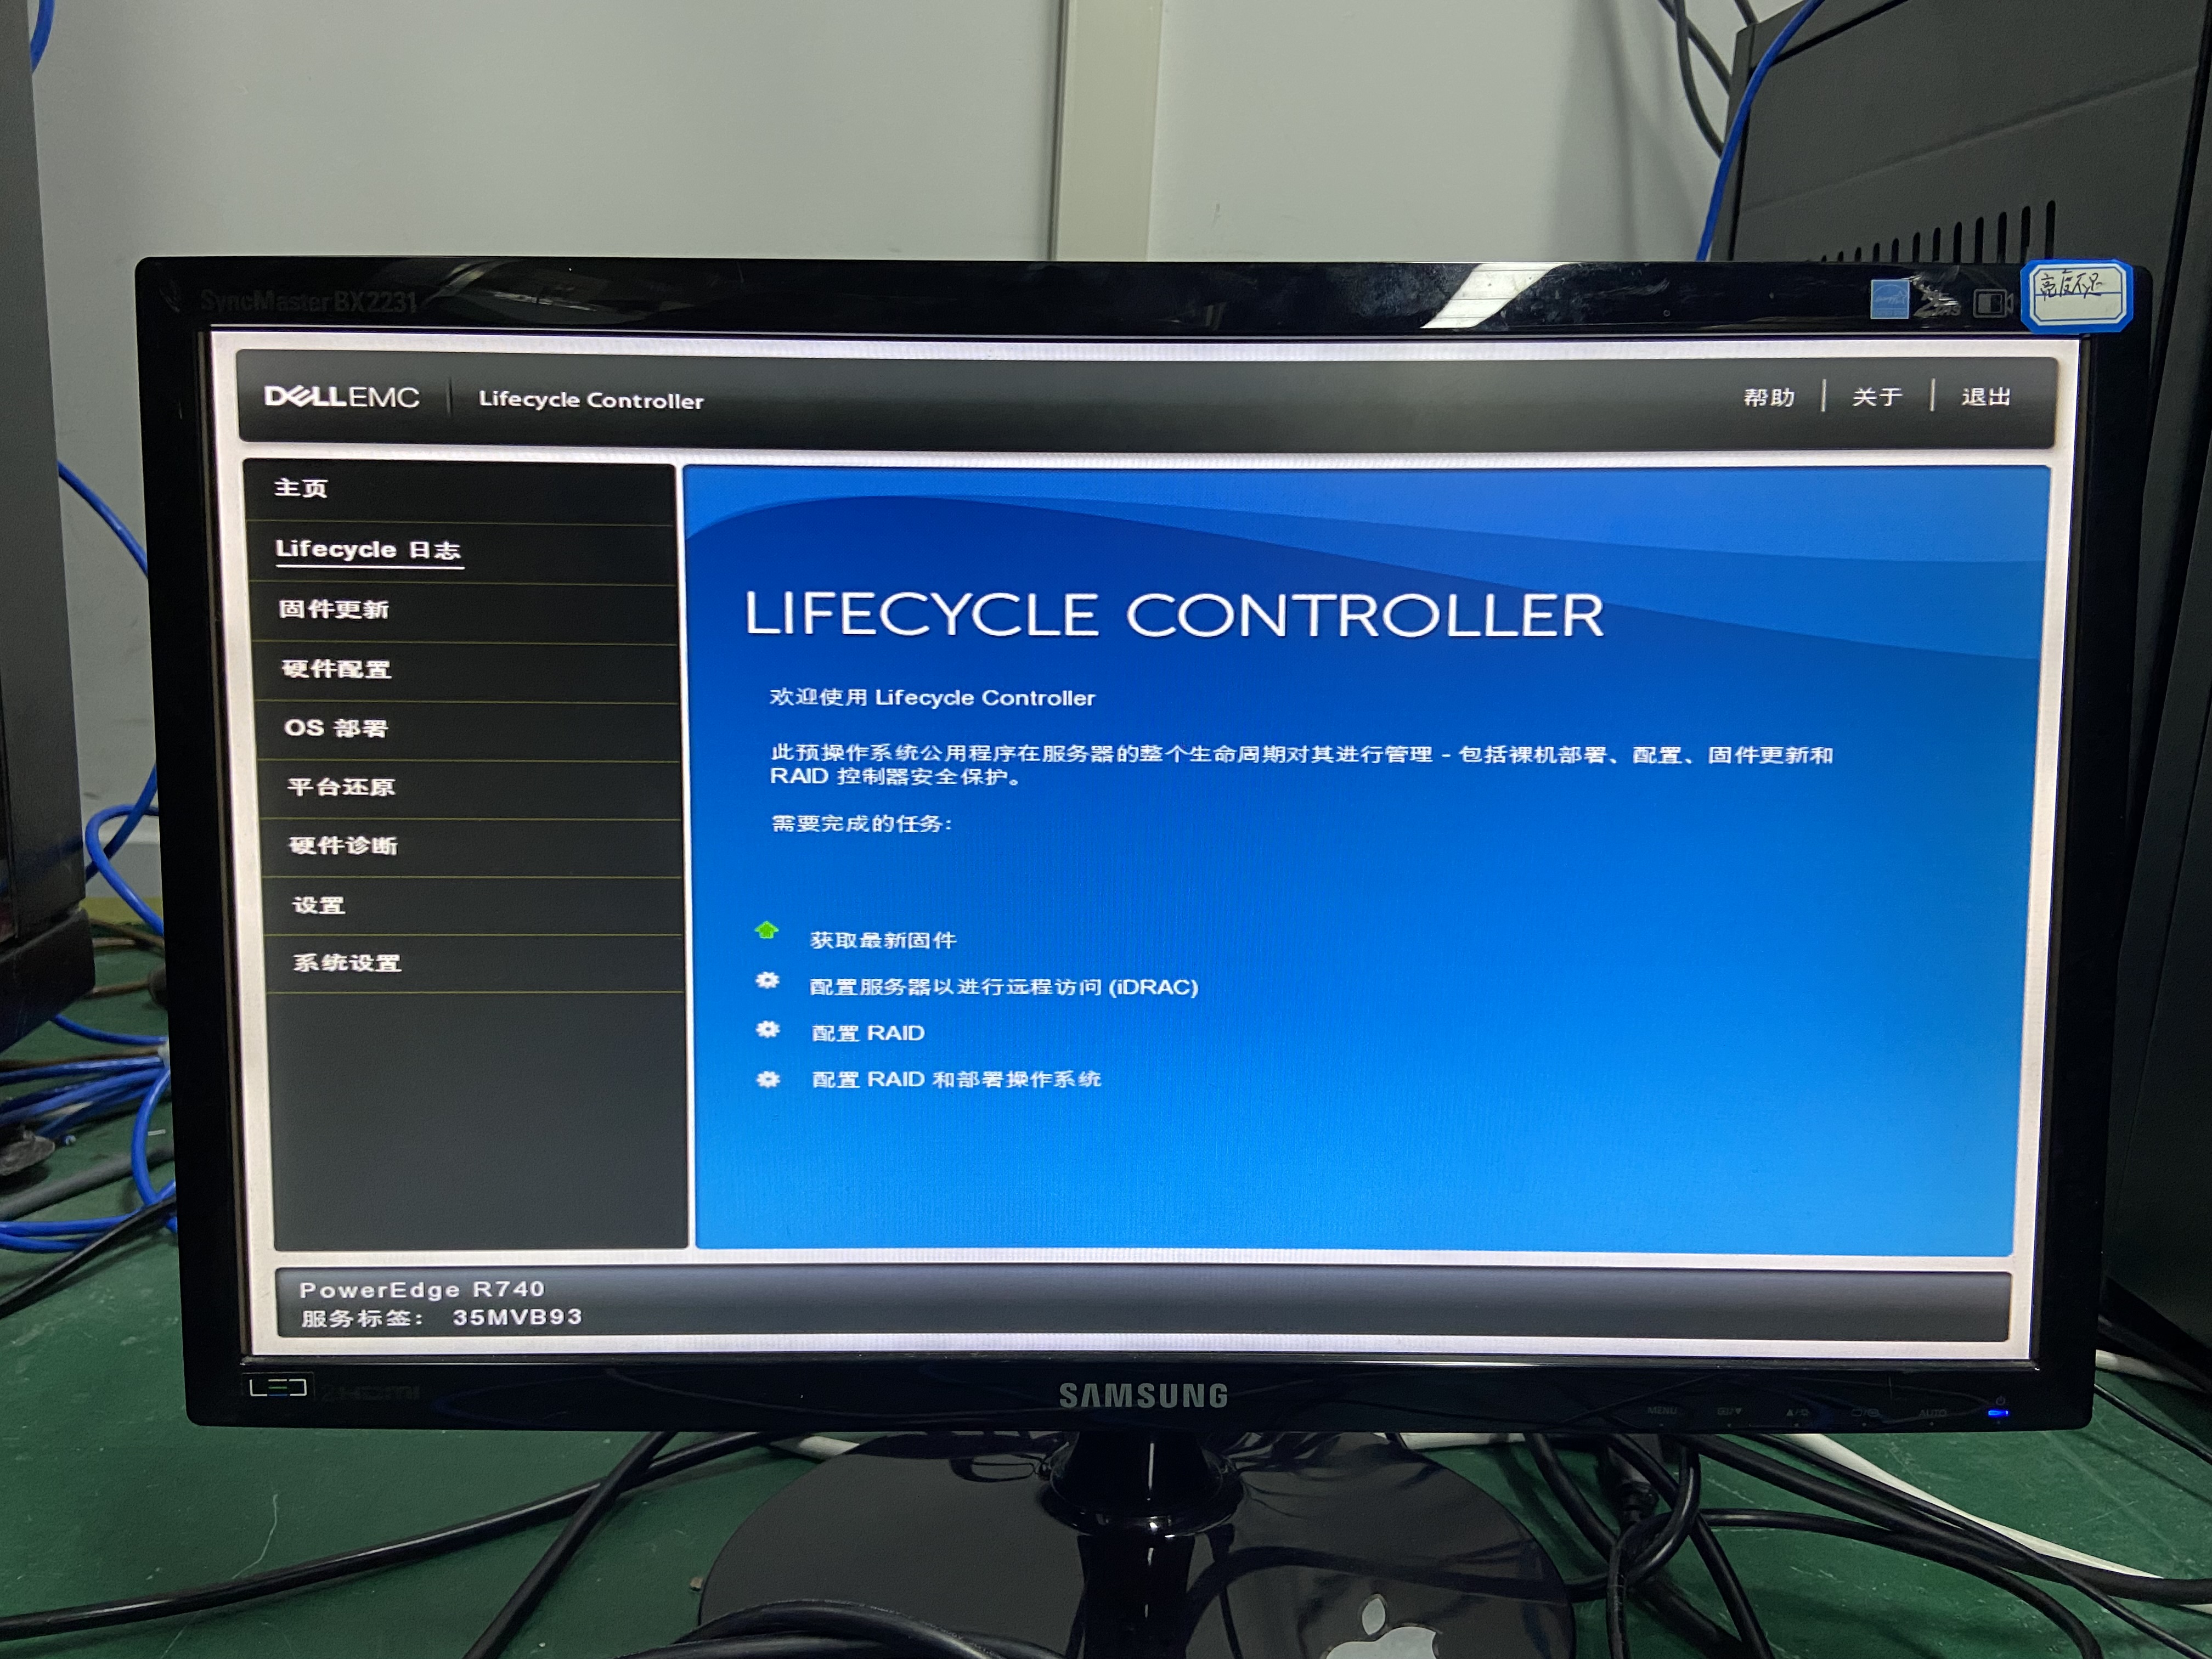 SyncMaster BX2231
亮度不足
DELLEMC
Lifecycle Controller
帮助
关于
退出
主页
Lifecycle 日志
固件更新
硬件配置
OS 部署
平台还原
硬件诊断
设置
系统设置
LIFECYCLE CONTROLLER
欢迎使用 Lifecycle Controller
此预操作系统公用程序在服务器的整个生命周期对其进行管理 - 包括裸机部署、配置、固件更新和
RAID 控制器安全保护。
需要完成的任务:
获取最新固件
配置服务器以进行远程访问 (iDRAC)
配置 RAID
配置 RAID 和部署操作系统
PowerEdge R740
服务标签: 35MVB93
LED
SAMSUNG
MENU
AUTO